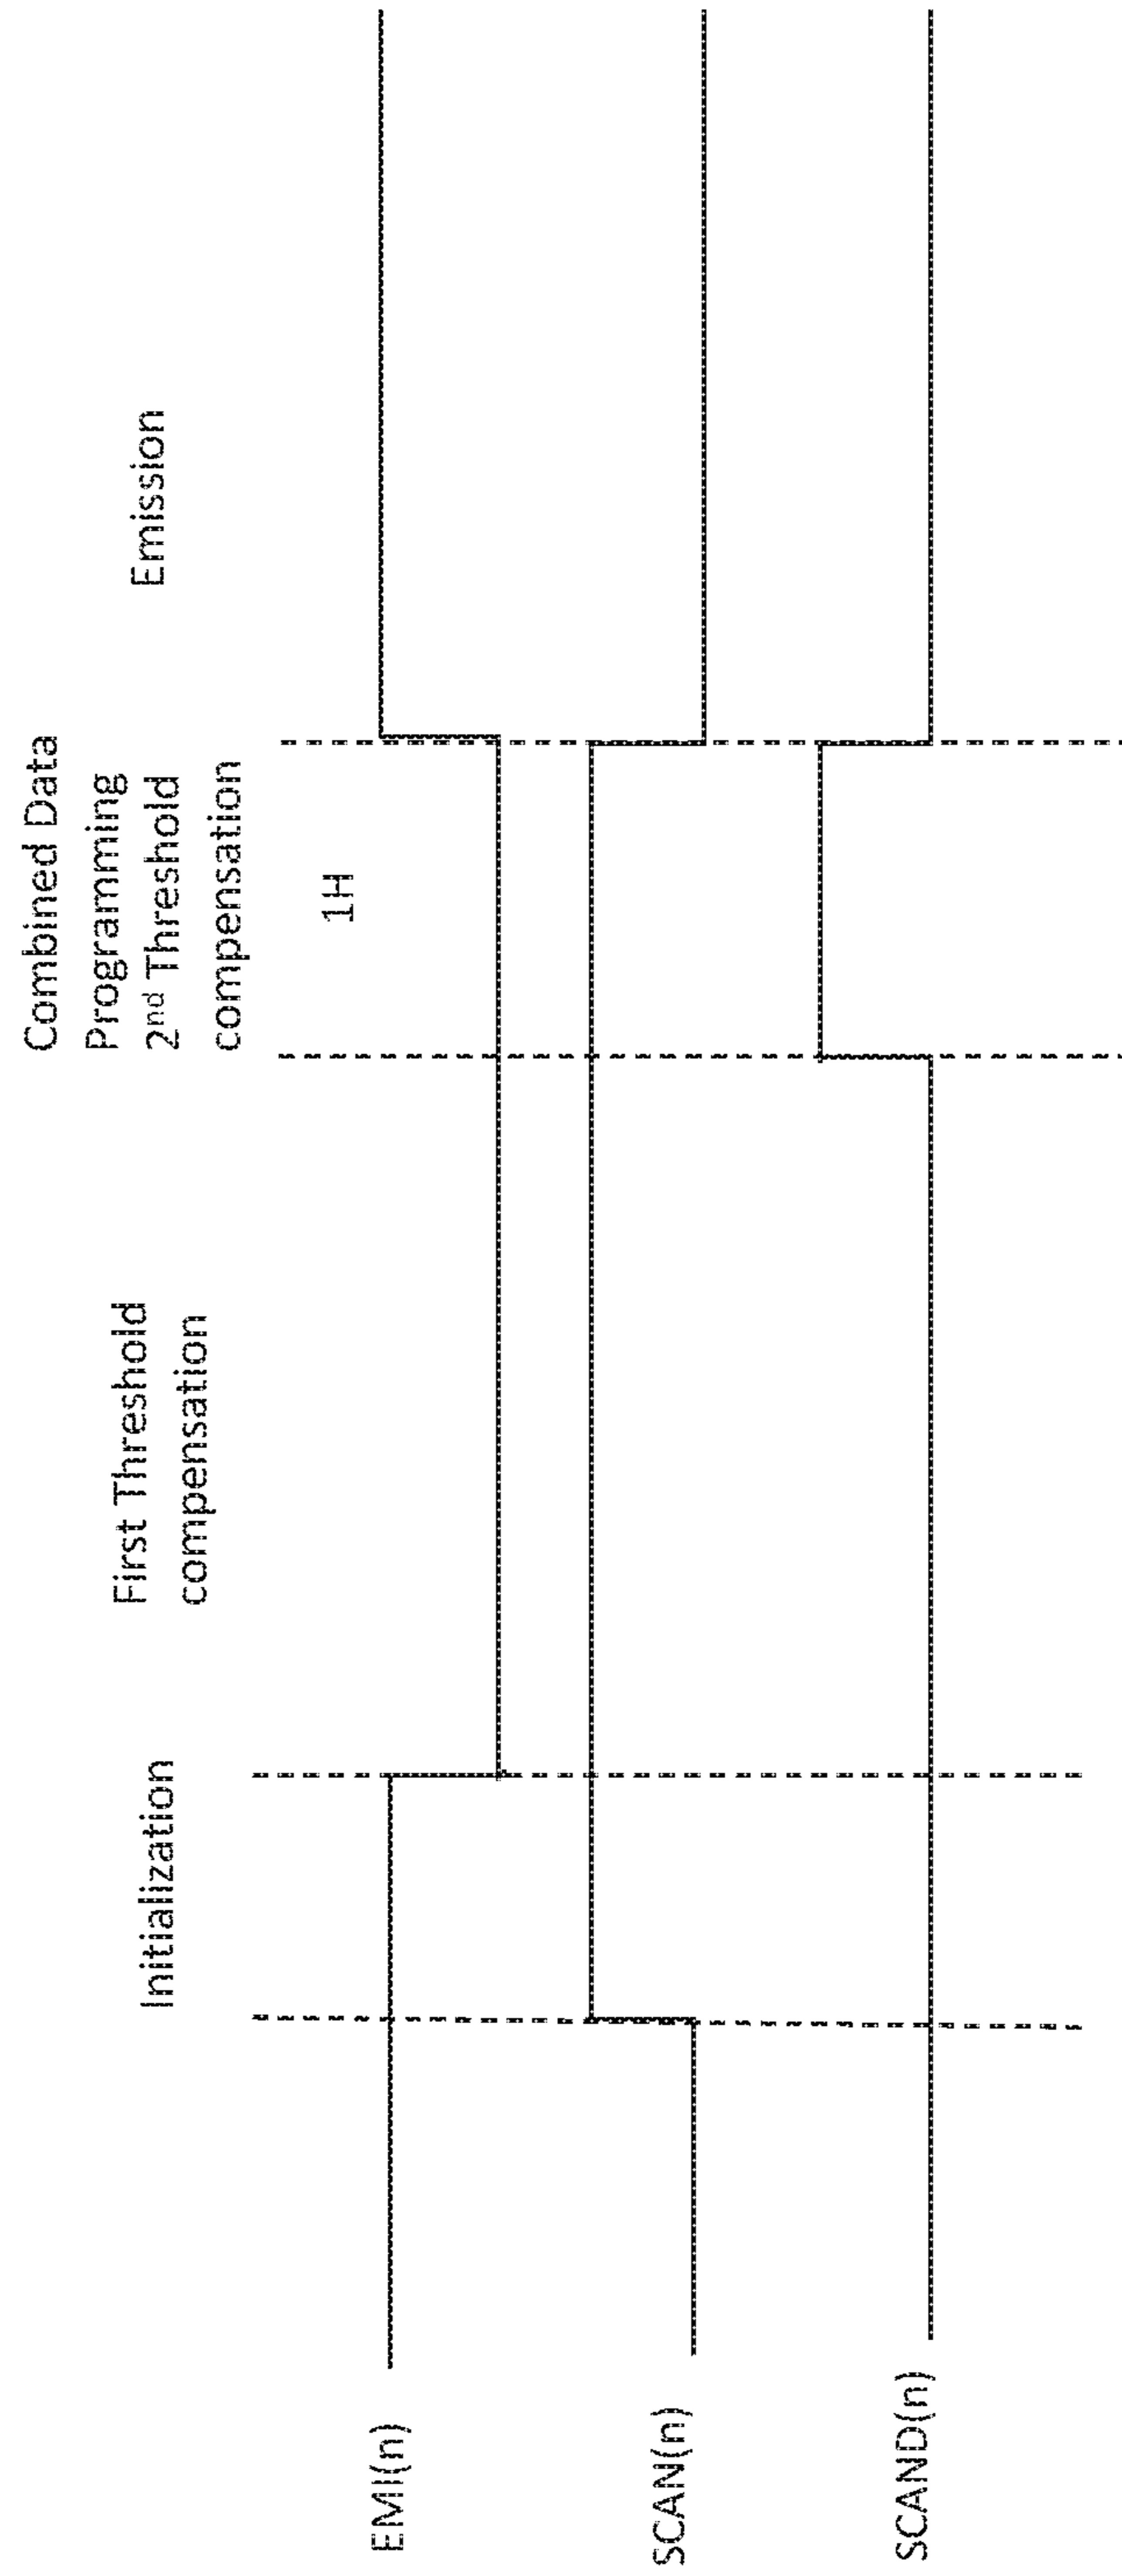 Initialization
First Threshold
compensation
Combined Data
Programming
2nd Threshold
compensation
Emission
1H
EMI(n)
SCAN(n)
SCAND(n)